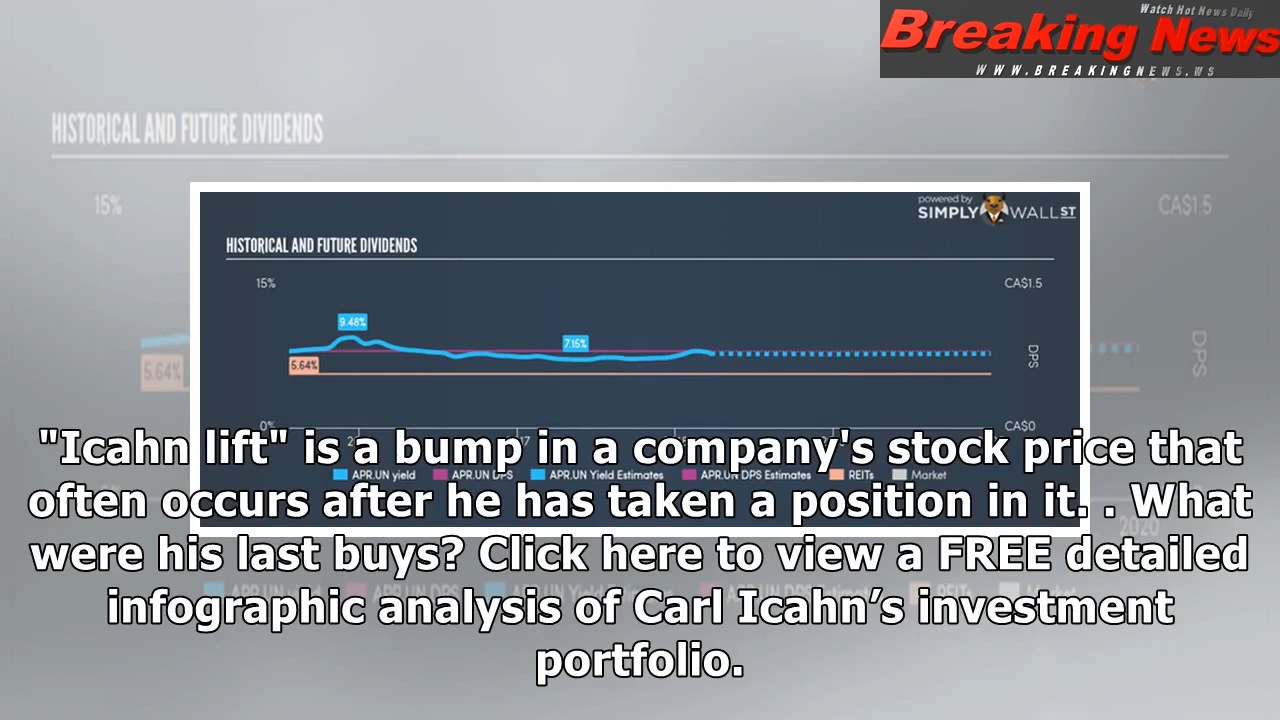 Watch Hot News Daily
Breaking News
WWW.BREAKINGNEWS.WS
HISTORICAL AND FUTURE DIVIDENDS
15%
CA$1.5
powered by
SIMPLY WALL ST
HISTORICAL AND FUTURE DIVIDENDS
15%
CA$1.5
9.48%
7.15%
5.64%
DPS
5.64%
DPS
0%
CA$0
"Icahn lift" is a bump in a company's stock price that
APR.UN yield
APR.UN DPS
APR.UN Yield Estimates
APR.UN DPS Estimates
REITs
Market
often occurs after he has taken a position in it. . What
2020
were his last buys? Click here to view a FREE detailed
infographic analysis of Carl Icahn’s investment
portfolio.